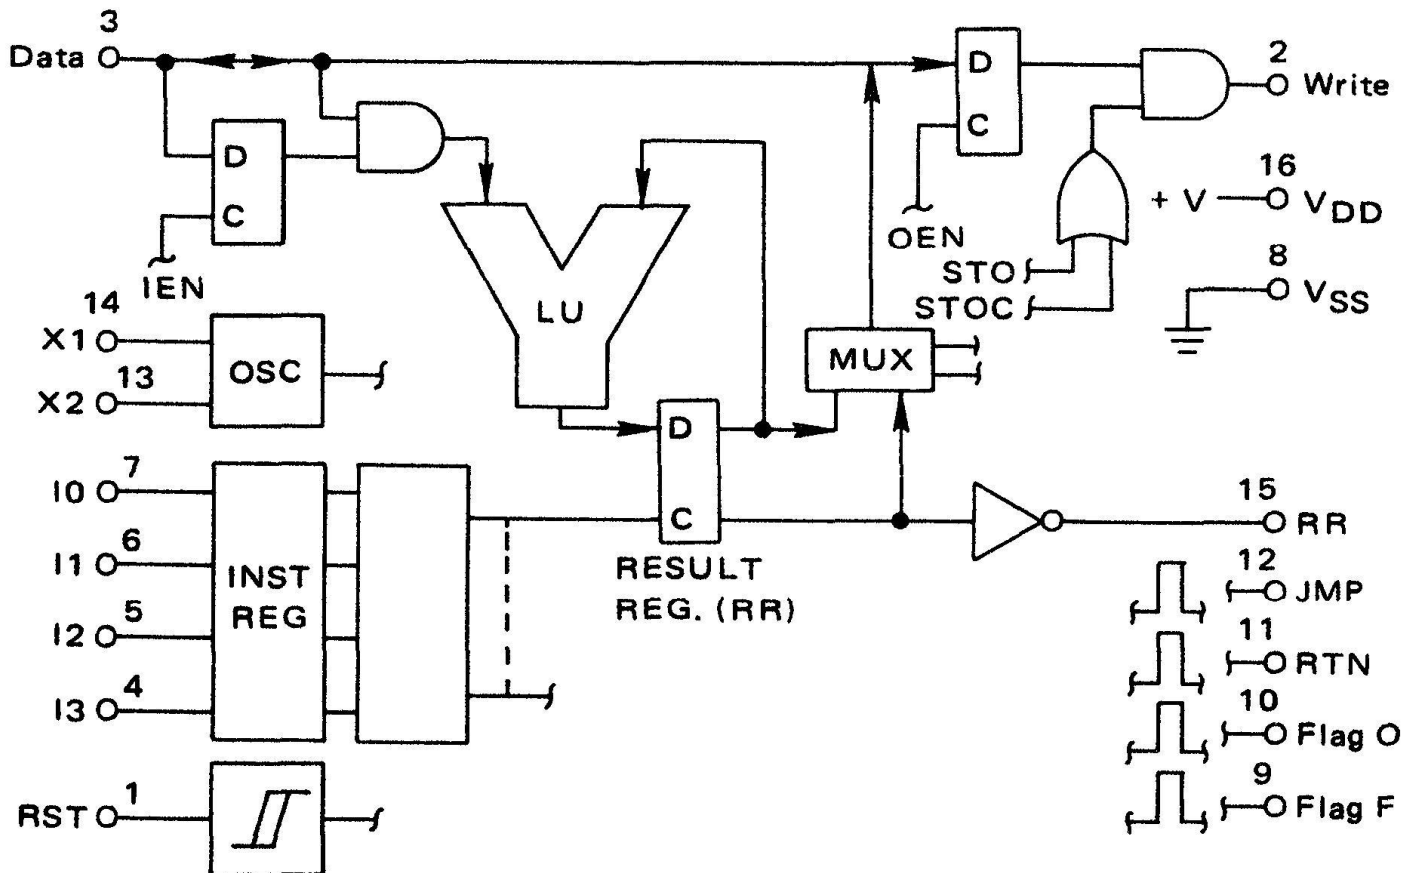 3
Data
D
C
IEN
D
C
OEN
2
Write
16
+ V
VDD
8
VSS
STO
STOC
LU
MUX
14
X1
13
X2
OSC
D
C
RESULT
REG. (RR)
7
I0
6
I1
5
I2
4
I3
INST
REG
15
RR
12
JMP
11
RTN
10
Flag O
9
Flag F
1
RST